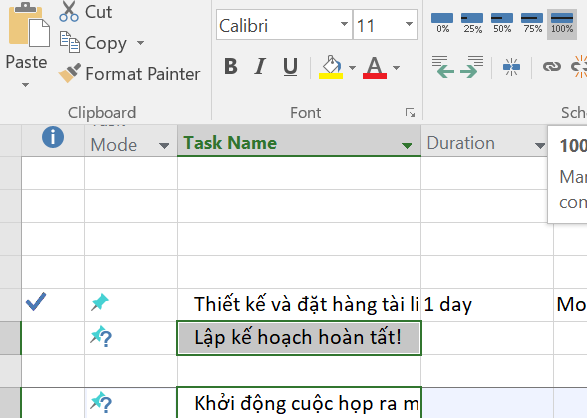 Cut
Copy
Paste
Format Painter
Clipboard
Calibri
11
B I U A
Font
0% 25% 50% 75% 100%
Mode
Task Name
Duration
100
Mar
con
Thiết kế và đặt hàng tài li
1 day
Mo
Lập kế hoạch hoàn tất!
Khởi động cuộc họp ra m